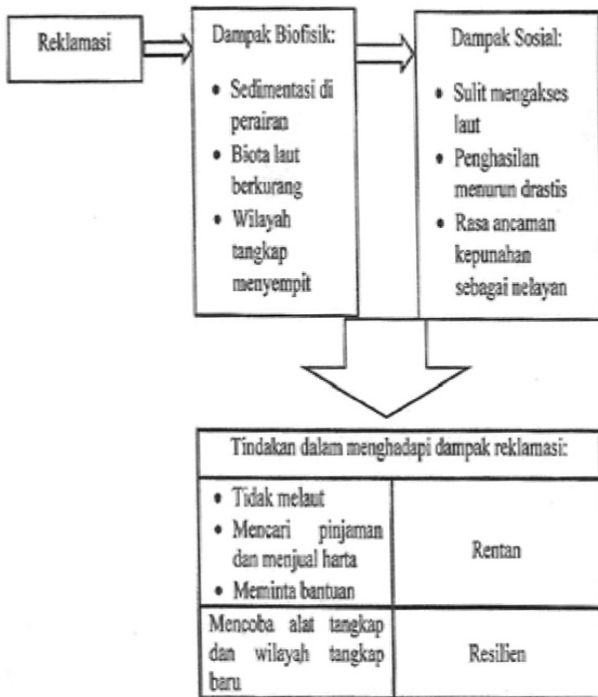 Reklamasi
Dampak Biofisik:
• Sedimentasi di
perairan
• Biota laut
berkurang
• Wilayah
tangkap
menyempit
Dampak Sosial:
• Sulit mengakses
laut
• Penghasilan
menurun drastis
• Rasa ancaman
kepunahan
sebagai nelayan
Tindakan dalam menghadapi dampak reklamasi:
• Tidak melaut
• Mencari pinjaman
dan menjual harta
• Meminta bantuan
Rentan
Mencoba alat tangkap
dan wilayah tangkap
baru
Resilien